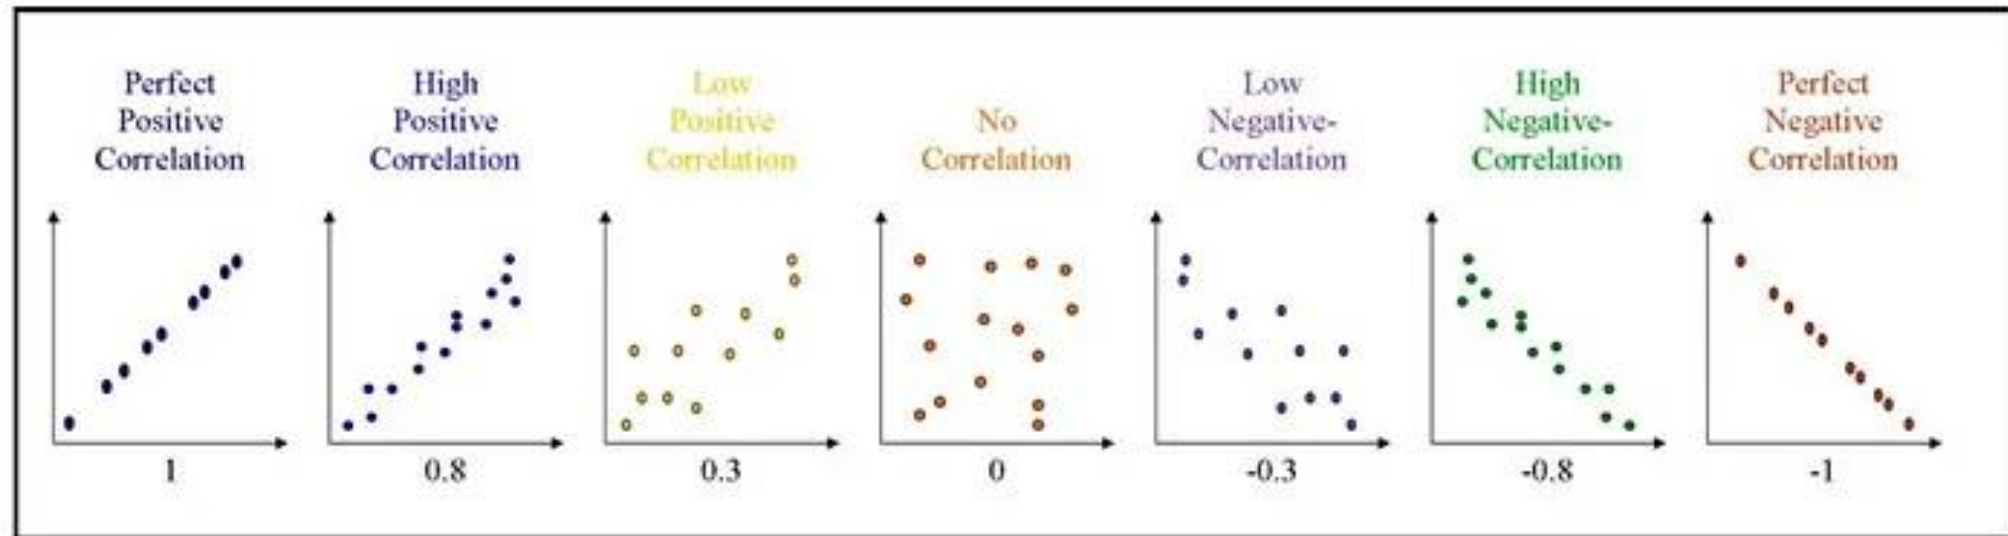 Perfect
Positive
Correlation
High
Positive
Correlation
Low
Positive
Correlation
No
Correlation
Low
Negative-
Correlation
High
Negative-
Correlation
Perfect
Negative
Correlation
1
0.8
0.3
0
-0.3
-0.8
-1